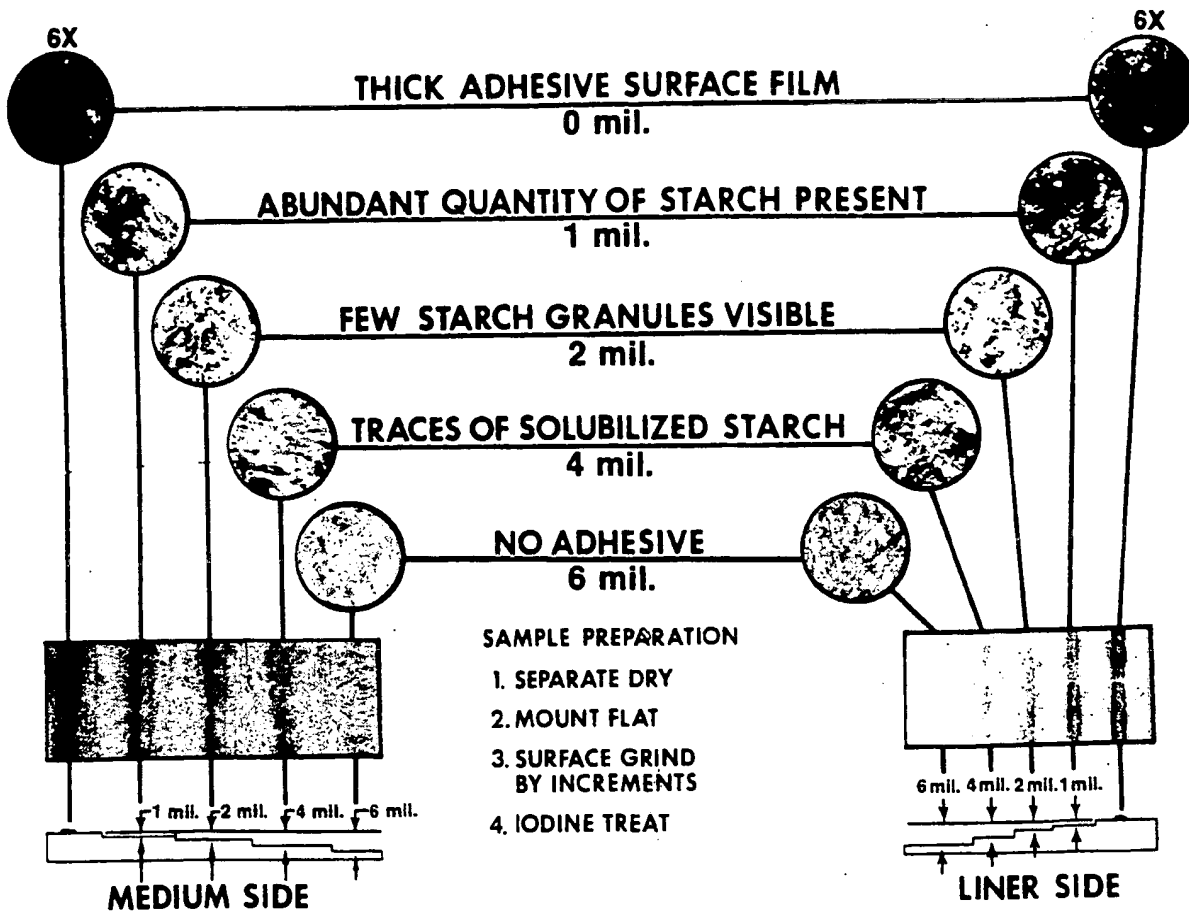 6X
6X
THICK ADHESIVE SURFACE FILM
0 mil.
ABUNDANT QUANTITY OF STARCH PRESENT
1 mil.
FEW STARCH GRANULES VISIBLE
2 mil.
TRACES OF SOLUBILIZED STARCH
4 mil.
NO ADHESIVE
6 mil.
SAMPLE PREPARATION
1. SEPARATE DRY
2. MOUNT FLAT
3. SURFACE GRIND
BY INCREMENTS
4. IODINE TREAT
1 mil. 2 mil. 4 mil. 6 mil.
6 mil. 4 mil. 2 mil. 1 mil.
MEDIUM SIDE
LINER SIDE